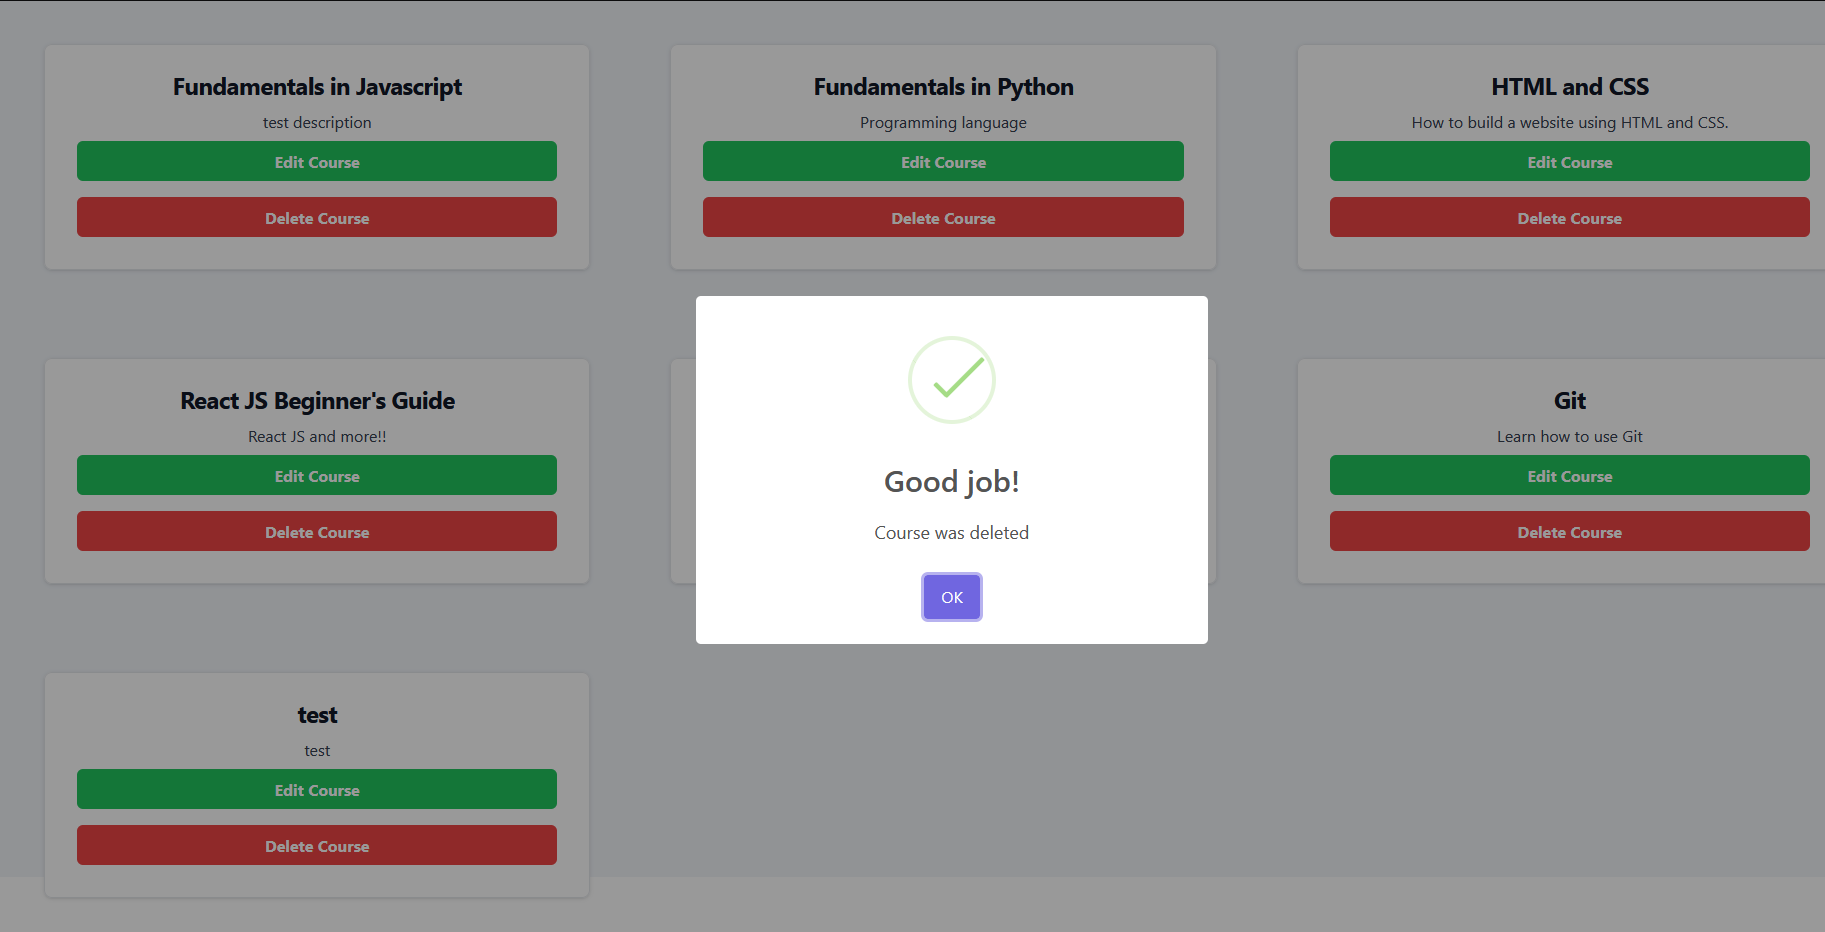 Fundamentals in Javascript
test description
Edit Course
Delete Course
Fundamentals in Python
Programming language
Edit Course
Delete Course
HTML and CSS
How to build a website using HTML and CSS.
Edit Course
Delete Course
React JS Beginner's Guide
React JS and more!!
Edit Course
Delete Course
Good job!
Course was deleted
OK
Git
Learn how to use Git
Edit Course
Delete Course
test
test
Edit Course
Delete Course